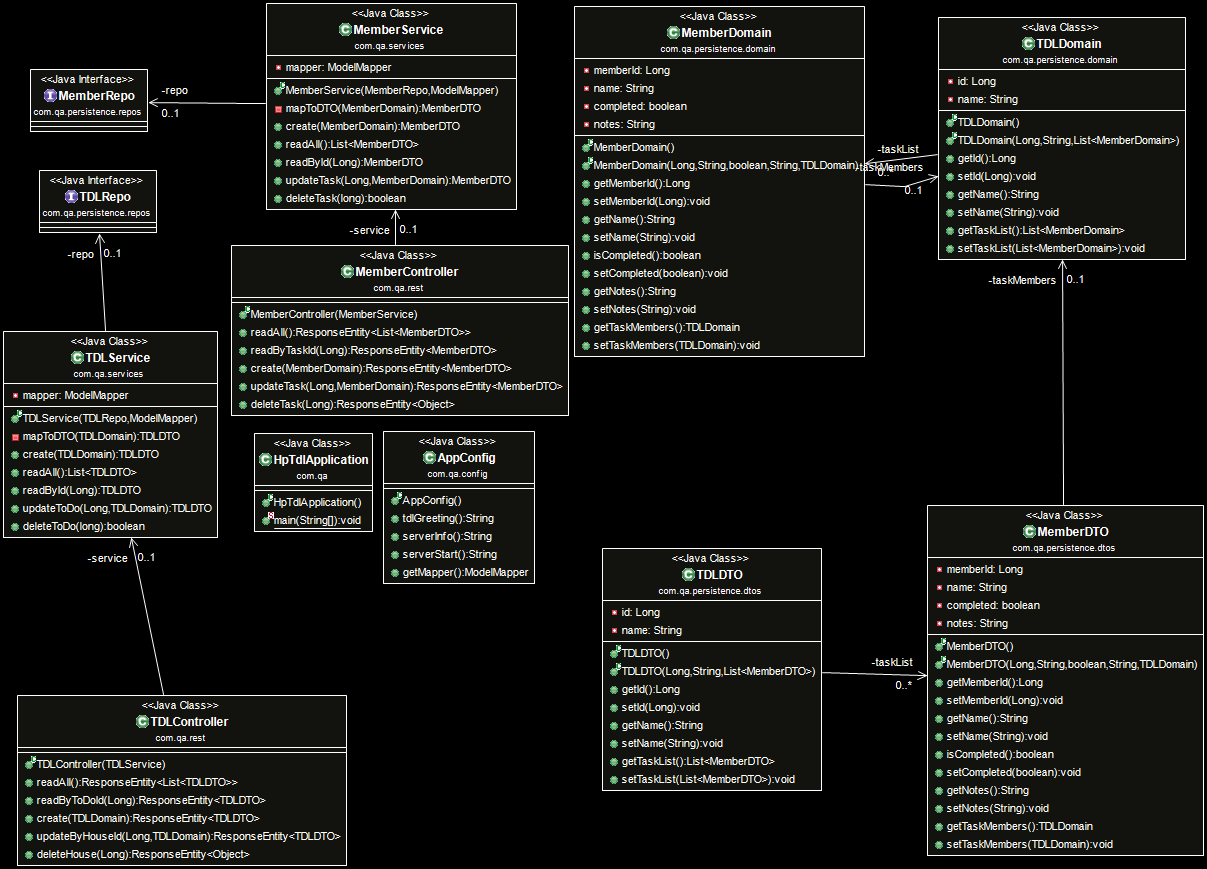 <<Java Class>>
MemberService
com.qa.services
mapper: ModelMapper
MemberService(MemberRepo,ModelMapper)
mapToDTO(MemberDomain):MemberDTO
create(MemberDomain):MemberDTO
readAll():List<MemberDTO>
readById(Long):MemberDTO
updateTask(Long,MemberDomain):MemberDTO
deleteTask(long):boolean
<<Java Interface>>
MemberRepo
com.qa.persistence.repos
-repo
0..1
<<Java Interface>>
TDLRepo
com.qa.persistence.repos
-repo
0..1
-service
0..1
<<Java Class>>
MemberController
com.qa.rest
MemberController(MemberService)
readAll():ResponseEntity<List<MemberDTO>>
readByTaskId(Long):ResponseEntity<MemberDTO>
create(MemberDomain):ResponseEntity<MemberDTO>
updateTask(Long,MemberDomain):ResponseEntity<MemberDTO>
deleteTask(Long):ResponseEntity<Object>
<<Java Class>>
MemberDomain
com.qa.persistence.domain
memberId: Long
name: String
completed: boolean
notes: String
MemberDomain()
MemberDomain(Long,String,boolean,String,TDLDomain)
getMemberId():Long
setMemberId(Long):void
getName():String
setName(String):void
isCompleted():boolean
setCompleted(boolean):void
getNotes():String
setNotes(String):void
getTaskMembers():TDLDomain
setTaskMembers(TDLDomain):void
-taskList
0..*
-taskMembers
0..1
<<Java Class>>
TDLDomain
com.qa.persistence.domain
id: Long
name: String
TDLDomain()
TDLDomain(Long,String,List<MemberDomain>)
getId():Long
setId(Long):void
getName():String
setName(String):void
getTaskList():List<MemberDomain>
setTaskList(List<MemberDomain>):void
-taskMembers
0..1
<<Java Class>>
TDLService
com.qa.services
mapper: ModelMapper
TDLService(TDLRepo,ModelMapper)
mapToDTO(TDLDomain):TDLDTO
create(TDLDomain):TDLDTO
readAll():List<TDLDTO>
readById(Long):TDLDTO
updateToDo(Long,TDLDomain):TDLDTO
deleteToDo(long):boolean
-service
0..1
<<Java Class>>
HpTdlApplication
com.qa
HpTdlApplication()
main(String[]):void
<<Java Class>>
AppConfig
com.qa.config
AppConfig()
tdlGreeting():String
serverInfo():String
serverStart():String
getMapper():ModelMapper
<<Java Class>>
TDLDTO
com.qa.persistence.dtos
id: Long
name: String
TDLDTO()
TDLDTO(Long,String,List<MemberDTO>)
getId():Long
setId(Long):void
getName():String
setName(String):void
getTaskList():List<MemberDTO>
setTaskList(List<MemberDTO>):void
-taskList
0..*
<<Java Class>>
MemberDTO
com.qa.persistence.dtos
memberId: Long
name: String
completed: boolean
notes: String
MemberDTO()
MemberDTO(Long,String,boolean,String,TDLDomain)
getMemberId():Long
setMemberId(Long):void
getName():String
setName(String):void
isCompleted():boolean
setCompleted(boolean):void
getNotes():String
setNotes(String):void
getTaskMembers():TDLDomain
setTaskMembers(TDLDomain):void
<<Java Class>>
TDLController
com.qa.rest
TDLController(TDLService)
readAll():ResponseEntity<List<TDLDTO>>
readByToDoId(Long):ResponseEntity<TDLDTO>
create(TDLDomain):ResponseEntity<TDLDTO>
updateByHouseId(Long,TDLDomain):ResponseEntity<TDLDTO>
deleteHouse(Long):ResponseEntity<Object>